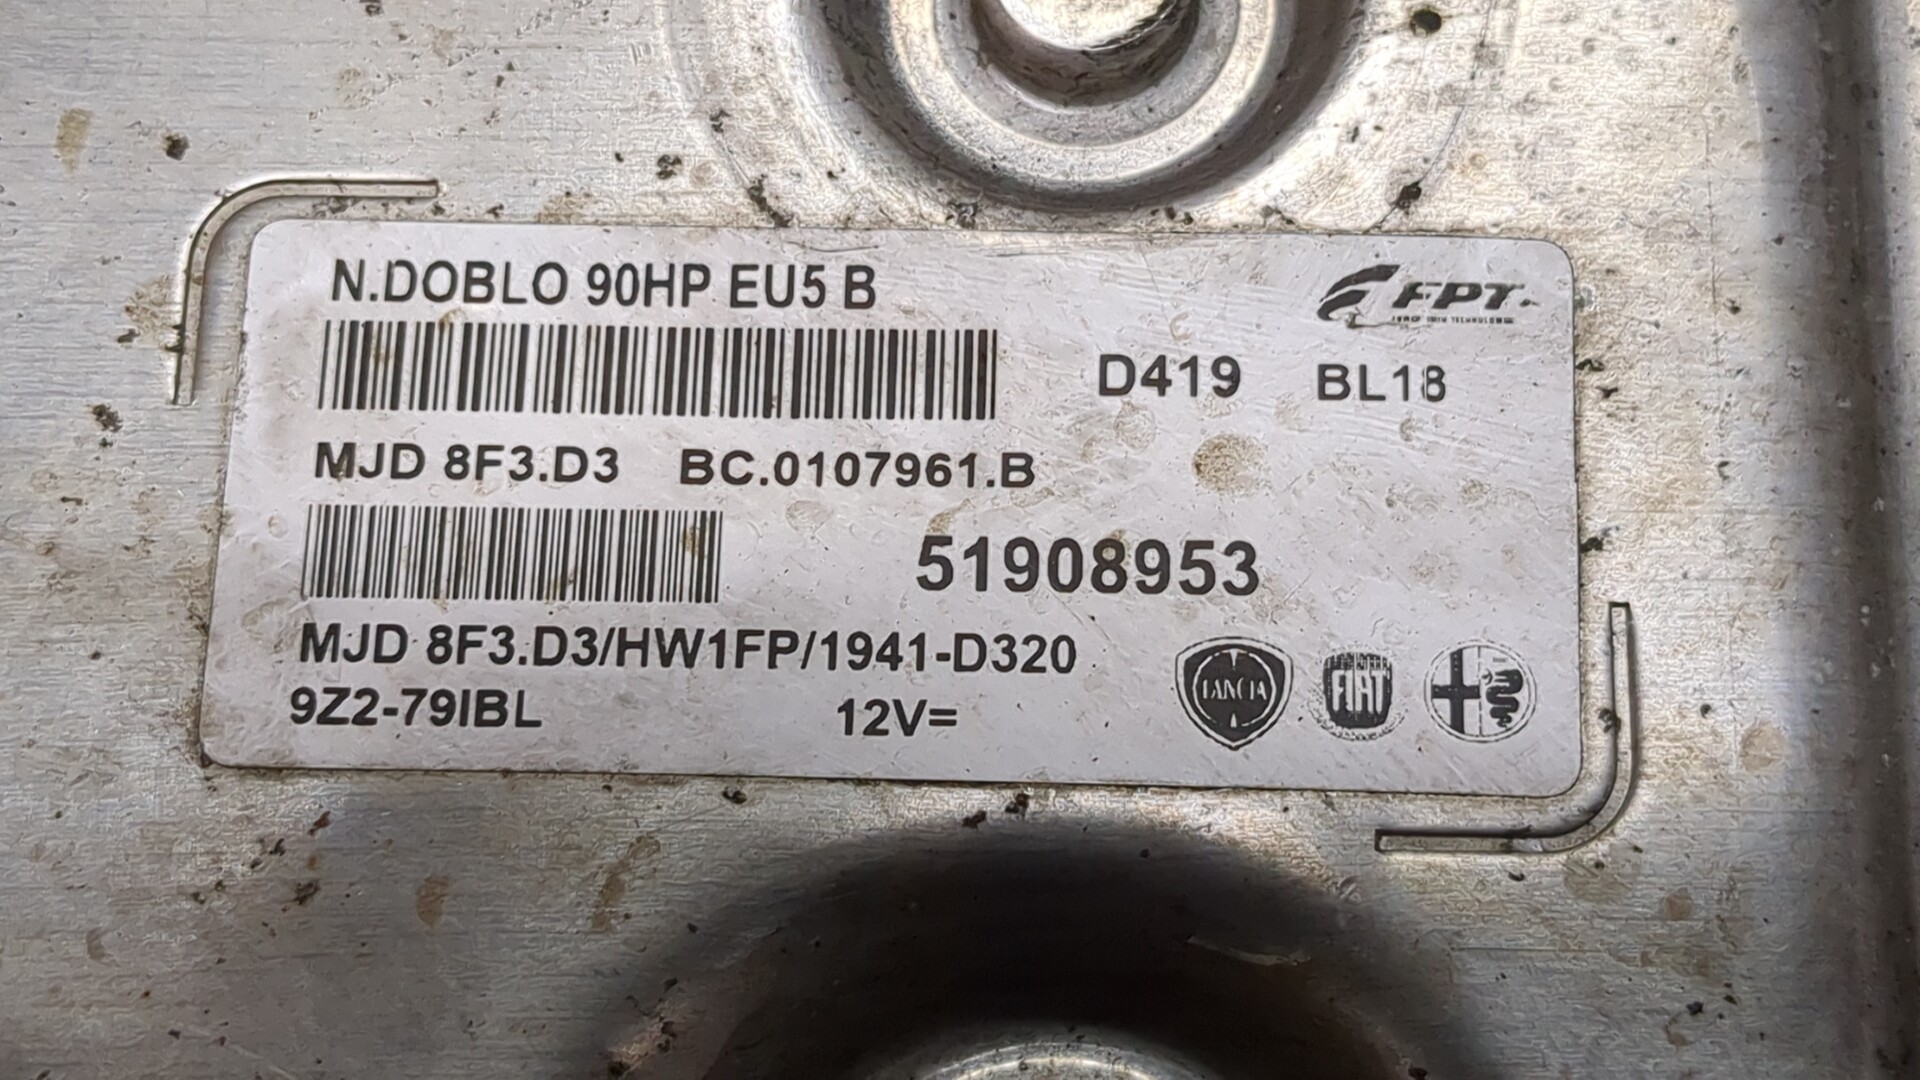 N.DOBLO 90HP EU5 B
FPT
D419 BL18
MJD 8F3.D3 BC.0107961.B
51908953
MJD 8F3.D3/HW1FP/1941-D320
9Z2-79IBL 12V=
LANCIA FIAT